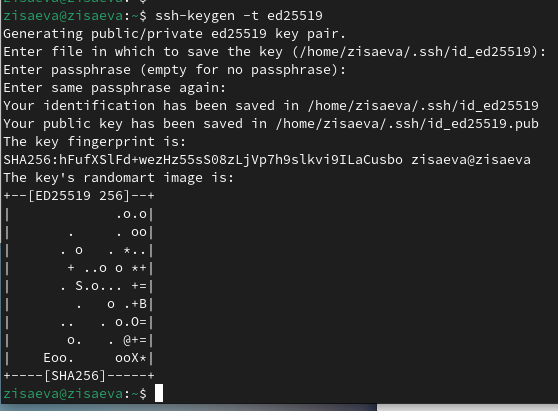 zisaeva@zisaeva:~$ ssh-keygen -t ed25519
Generating public/private ed25519 key pair.
Enter file in which to save the key (/home/zisaeva/.ssh/id_ed25519):
Enter passphrase (empty for no passphrase):
Enter same passphrase again:
Your identification has been saved in /home/zisaeva/.ssh/id_ed25519
Your public key has been saved in /home/zisaeva/.ssh/id_ed25519.pub
The key fingerprint is:
SHA256:hFufXSlFd+wezHz55sS08zLjVp7h9slkvi9ILaCusbo zisaeva@zisaeva
The key's randomart image is:
+--[ED25519 256]--+
|             .o.o|
|       .     . oo|
|      . o   . *..|
|       + ..o o *+|
|      . S.o... +=|
|        .   o .+B|
|      ..   . o.O=|
|       o.   . @+=|
|    Eoo.     ooX*|
+----[SHA256]-----+
zisaeva@zisaeva:~$